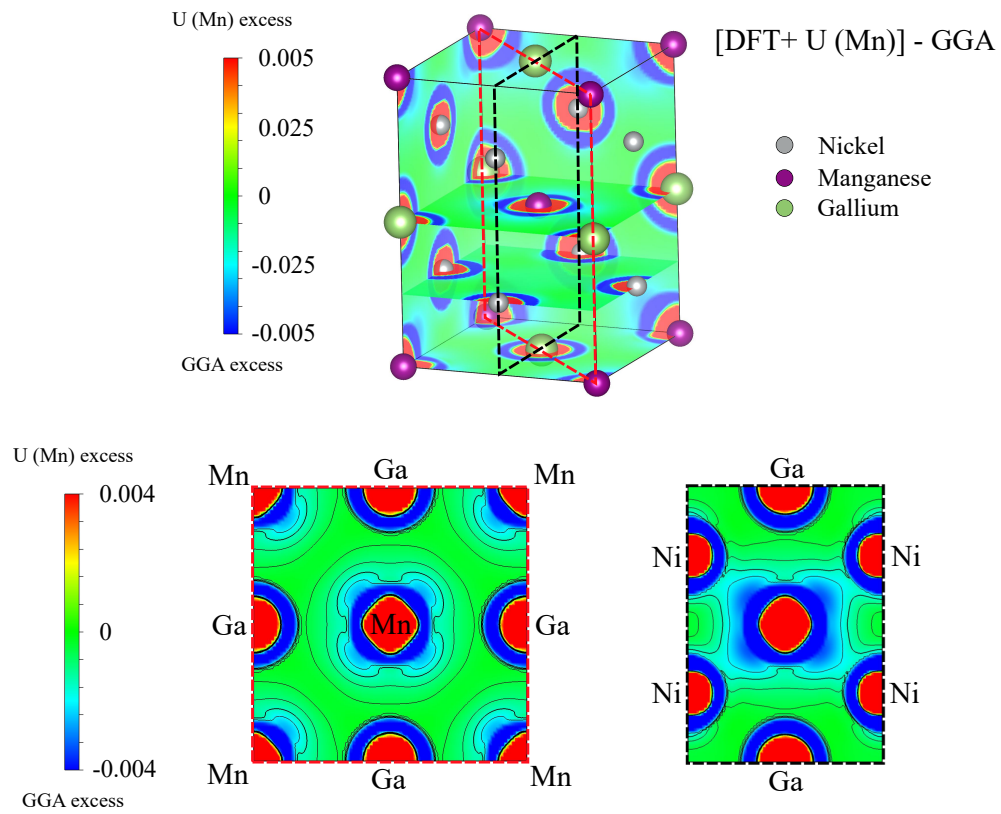 U (Mn) excess
0.005
0.025
0
-0.025
-0.005
GGA excess
[DFT+ U (Mn)] - GGA
Nickel
Manganese
Gallium
U (Mn) excess
0.004
0
-0.004
GGA excess
Mn Ga Mn
Ga Mn Ga
Mn Ga Mn
Ga
Ni Ni
Ni Ni
Ga